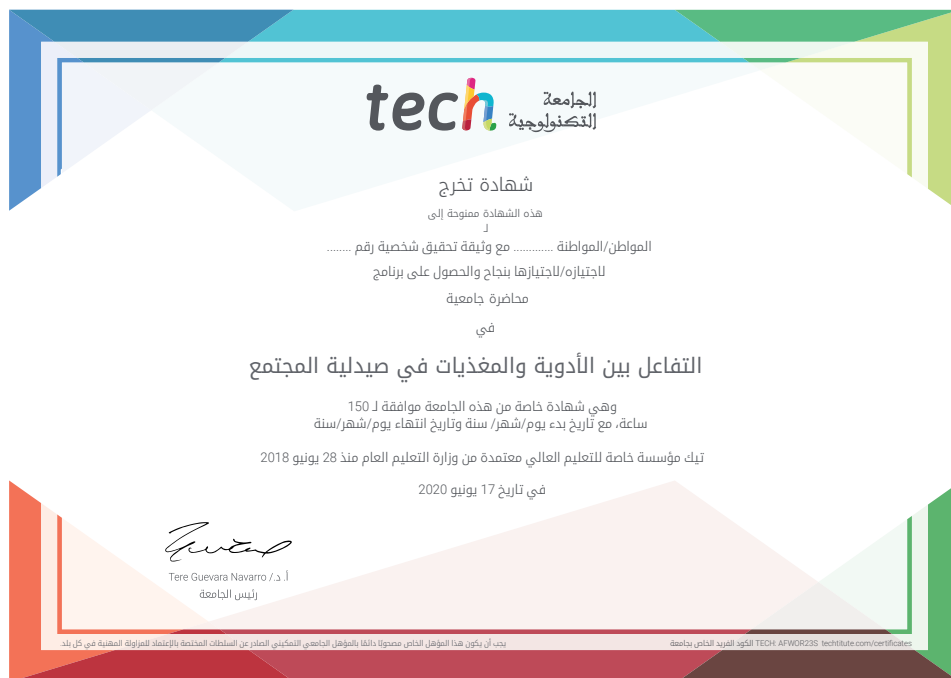 tech الجامعة
التكنولوجية
شهادة تخرج
هذه الشهادة ممنوحة إلى
لـ
المواطن/المواطنة ............ مع وثيقة تحقيق شخصية رقم ........
لاجتيازه/لاجتيازها بنجاح والحصول على برنامج
محاضرة جامعية
في
التفاعل بين الأدوية والمغذيات في صيدلية المجتمع
وهي شهادة خاصة من هذه الجامعة موافقة لـ 150
ساعة، مع تاريخ بدء يوم/شهر/ سنة وتاريخ انتهاء يوم/شهر/سنة
تيك مؤسسة خاصة للتعليم العالي معتمدة من وزارة التعليم العام منذ 28 يونيو 2018
في تاريخ 17 يونيو 2020
أ. د./ Tere Guevara Navarro
رئيس الجامعة
يجب أن يكون هذا المؤهل الخاص مصحوبًا دائمًا بالمؤهل الجامعي التمكيني الصادر عن السلطات المختصة بالإعتماد للمزاولة المهنية في كل بلد.
الكود الفريد الخاص بجامعة TECH: AFWOR23S techtitute.com/certificates